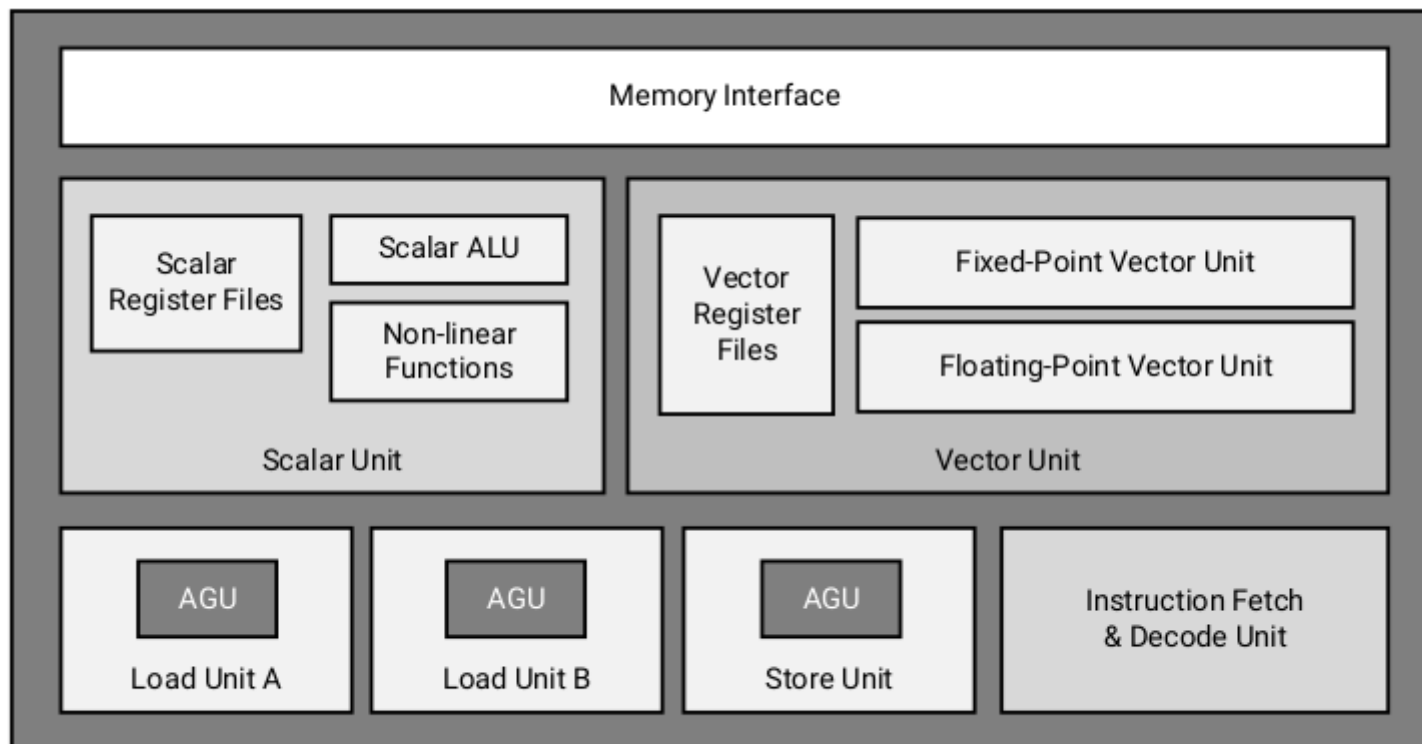 Memory Interface
Scalar
Register Files
Scalar ALU
Non-linear
Functions
Scalar Unit
Vector
Register
Files
Fixed-Point Vector Unit
Floating-Point Vector Unit
Vector Unit
AGU
Load Unit A
AGU
Load Unit B
AGU
Store Unit
Instruction Fetch
& Decode Unit